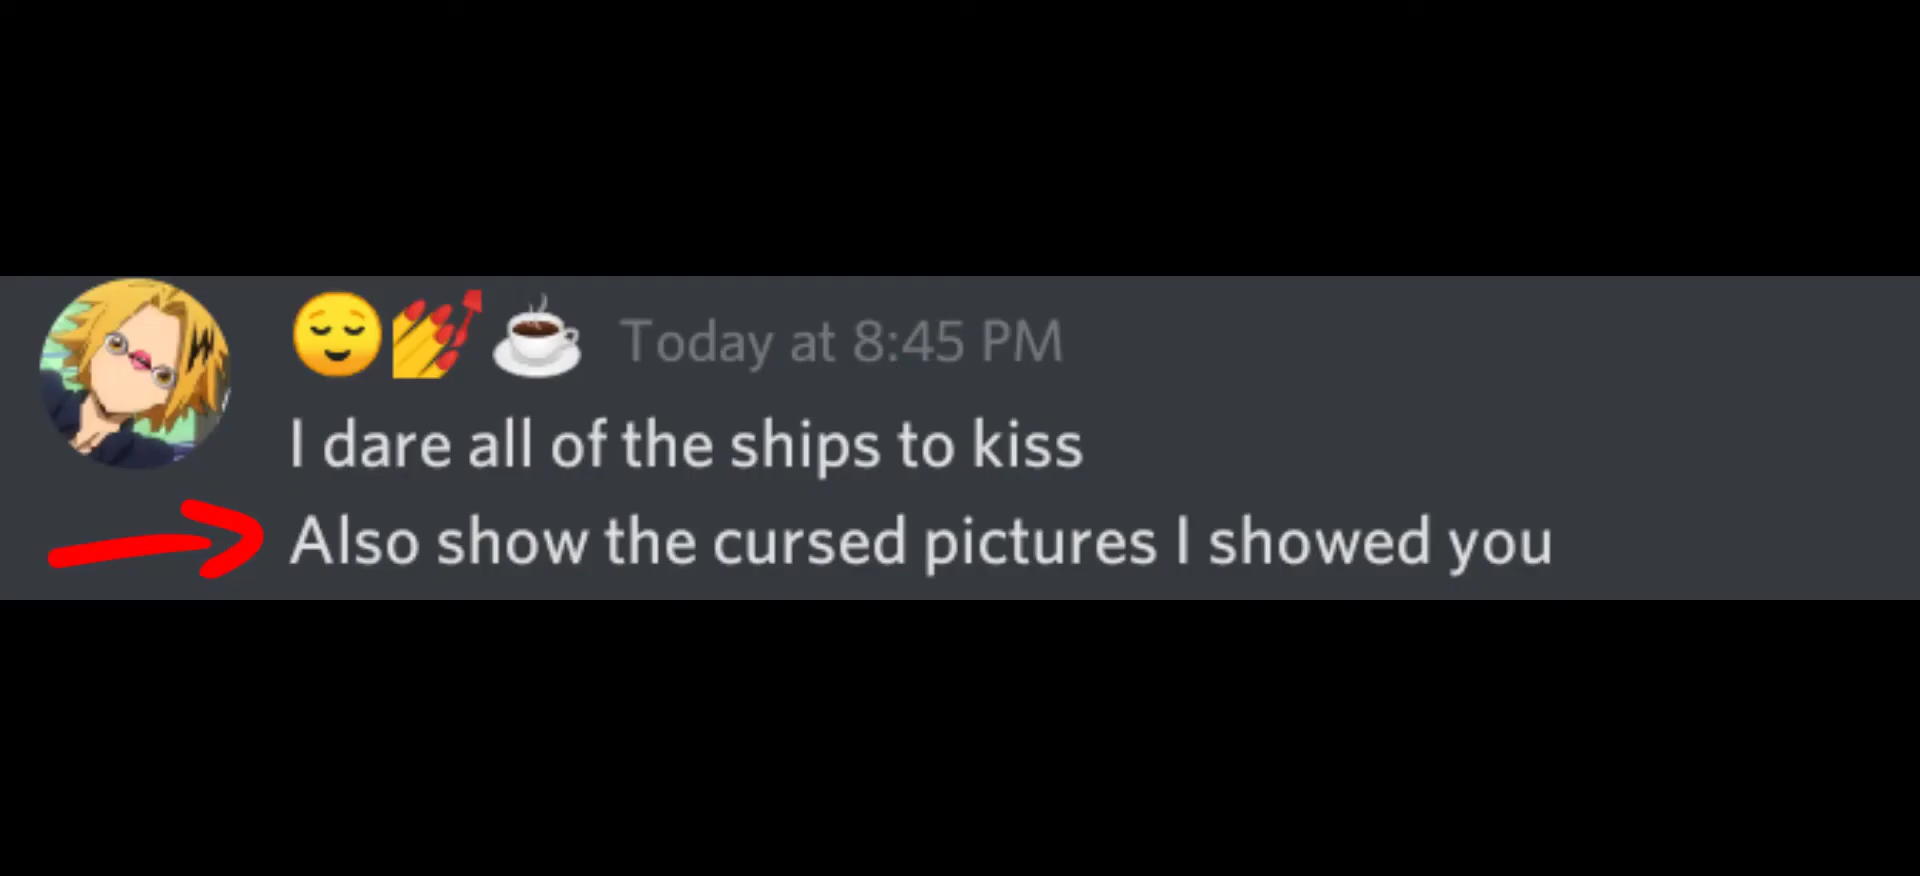 😌💅☕ Today at 8:45 PM
I dare all of the ships to kiss
Also show the cursed pictures I showed you